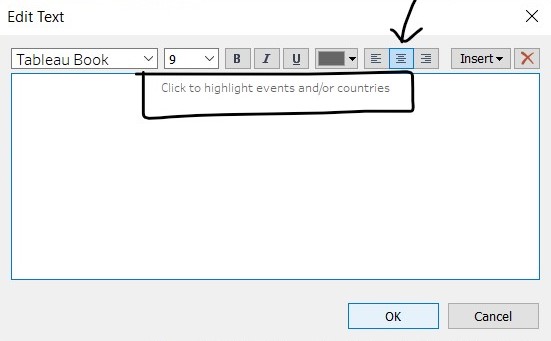 Edit Text
Tableau Book 9 B I U Insert
Click to highlight events and/or countries
OK Cancel